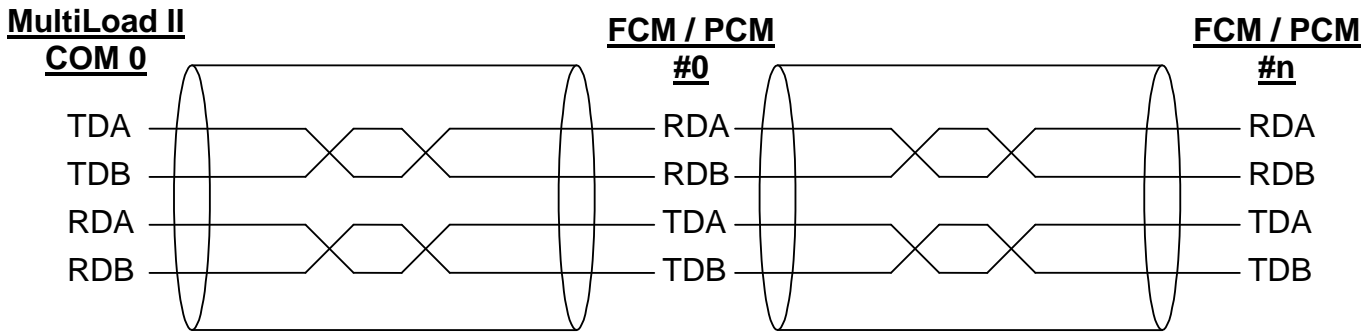 MultiLoad II
COM 0
FCM / PCM
#0
FCM / PCM
#n
TDA
RDA
RDA
TDB
RDB
RDB
RDA
TDA
TDA
RDB
TDB
TDB